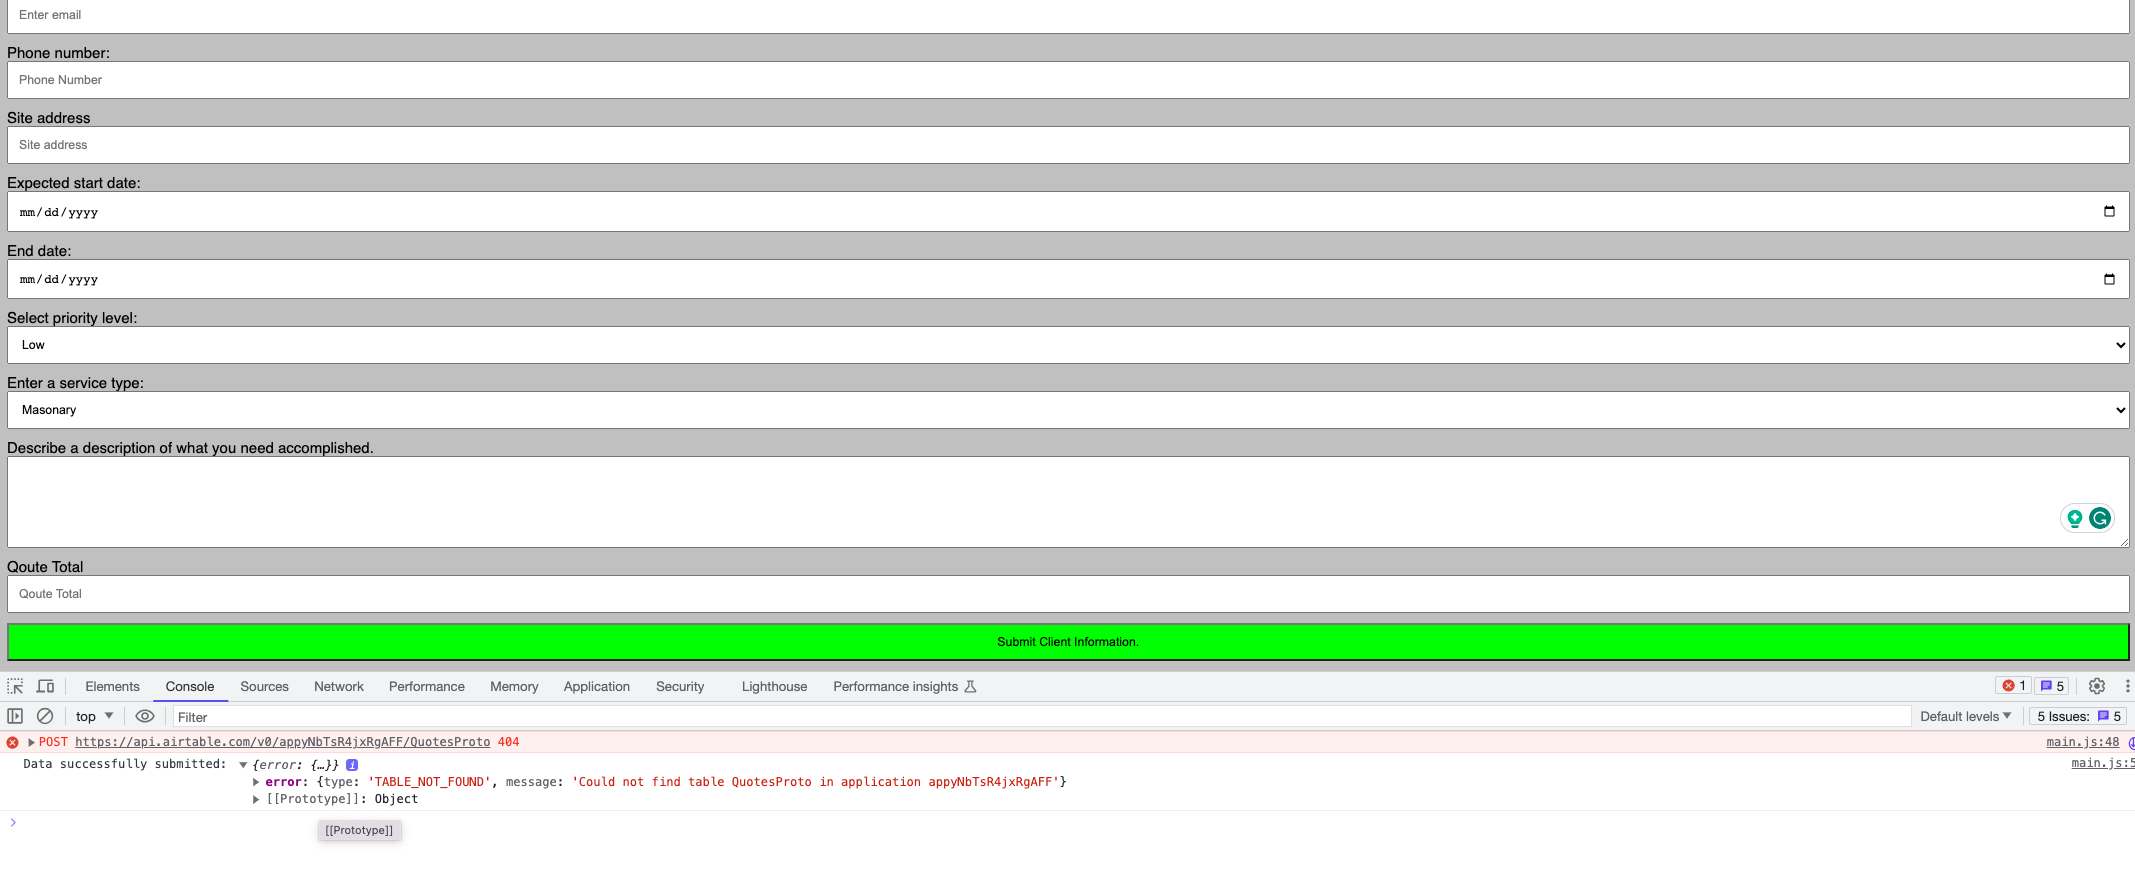 Enter email
Phone number:
Phone Number
Site address
Site address
Expected start date:
mm/dd/yyyy
End date:
mm/dd/yyyy
Select priority level:
Low
Enter a service type:
Masonary
Describe a description of what you need accomplished.
Qoute Total
Qoute Total
Submit Client Information.
Elements Console Sources Network Performance Memory Application Security Lighthouse Performance insights 1 5
top Filter Default levels 5 Issues: 5
POST https://api.airtable.com/v0/appyNbTsR4jxRgAFF/QuotesProto 404 main.js:48
Data successfully submitted: {error: {…}} main.js:5
error: {type: 'TABLE_NOT_FOUND', message: 'Could not find table QuotesProto in application appyNbTsR4jxRgAFF'}
[[Prototype]]: Object
[[Prototype]]